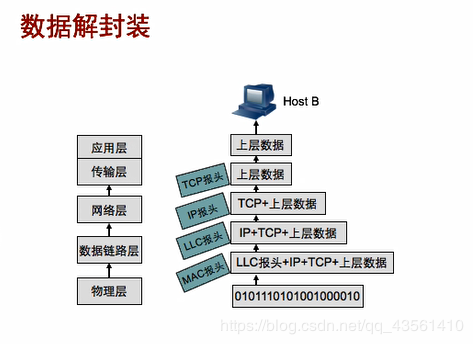 数据解封装
Host B
应用层
传输层
网络层
数据链路层
物理层
上层数据
TCP报头
上层数据
IP报头
TCP+上层数据
LLC报头
IP+TCP+上层数据
MAC报头
LLC报头+IP+TCP+上层数据
0101110101001000010
https://blog.csdn.net/qq_43561410